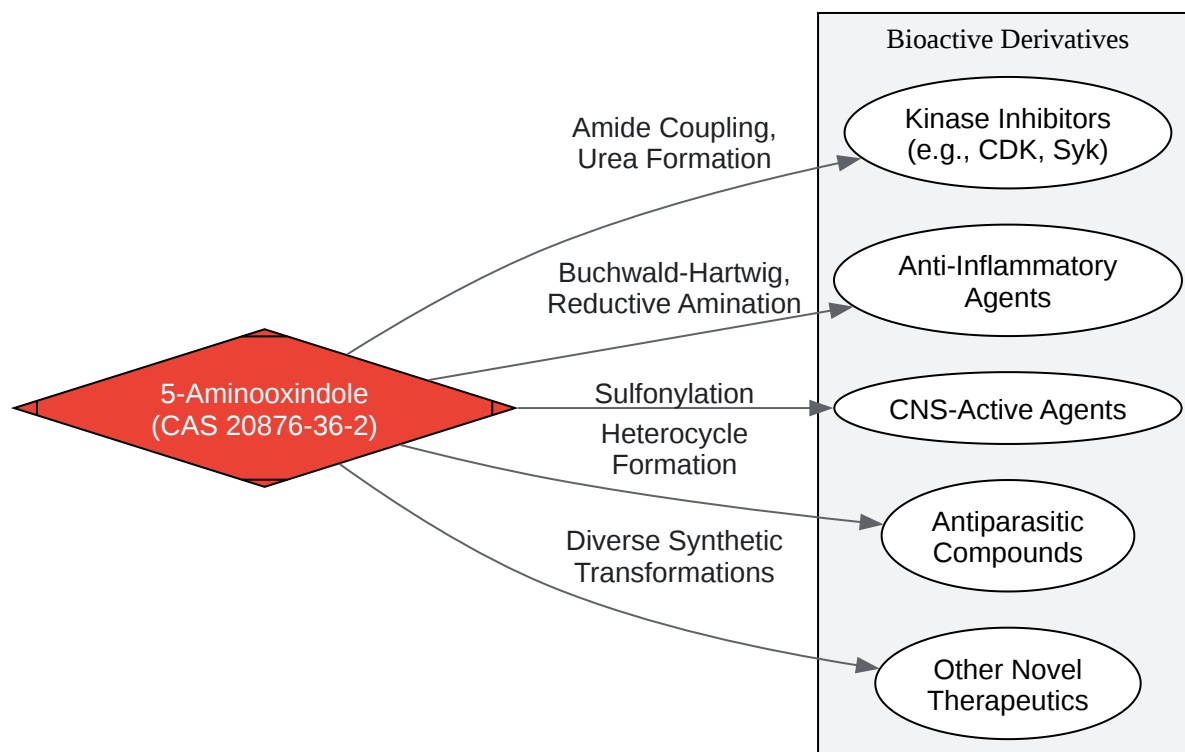 Bioactive Derivatives
Amide Coupling,
Urea Formation
Kinase Inhibitors
(e.g., CDK, Syk)
Buchwald-Hartwig,
Reductive Amination
Anti-Inflammatory
Agents
5-Aminooxindole
(CAS 20876-36-2)
Sulfonylation
CNS-Active Agents
Heterocycle
Formation
Antiparasitic
Compounds
Diverse Synthetic
Transformations
Other Novel
Therapeutics